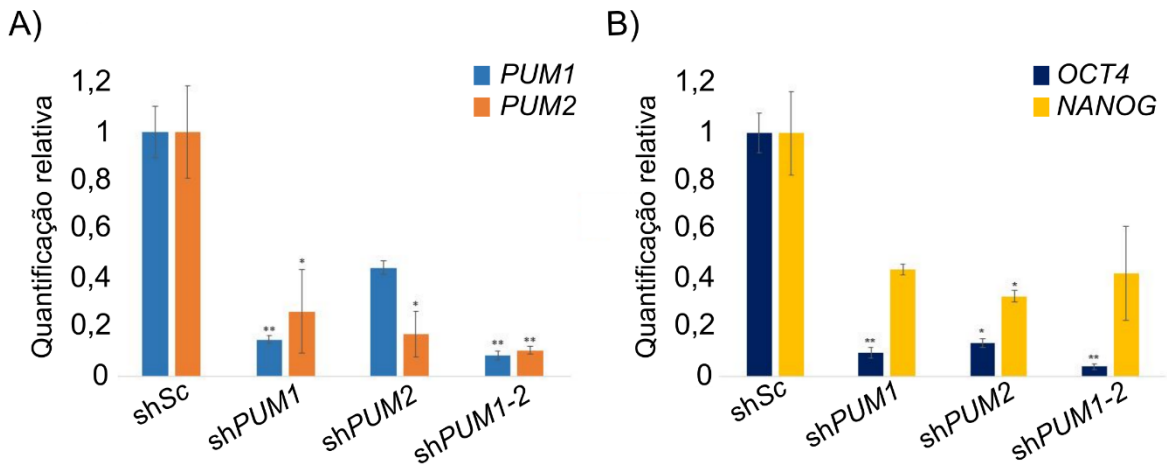 A)
Quantificação relativa
1,2
1
0,8
0,6
0,4
0,2
0
PUM1
PUM2
*
*
**
**
**
shSc
shPUM1
shPUM2
shPUM1-2
B)
Quantificação relativa
1,2
1
0,8
0,6
0,4
0,2
0
OCT4
NANOG
*
**
*
**
shSc
shPUM1
shPUM2
shPUM1-2